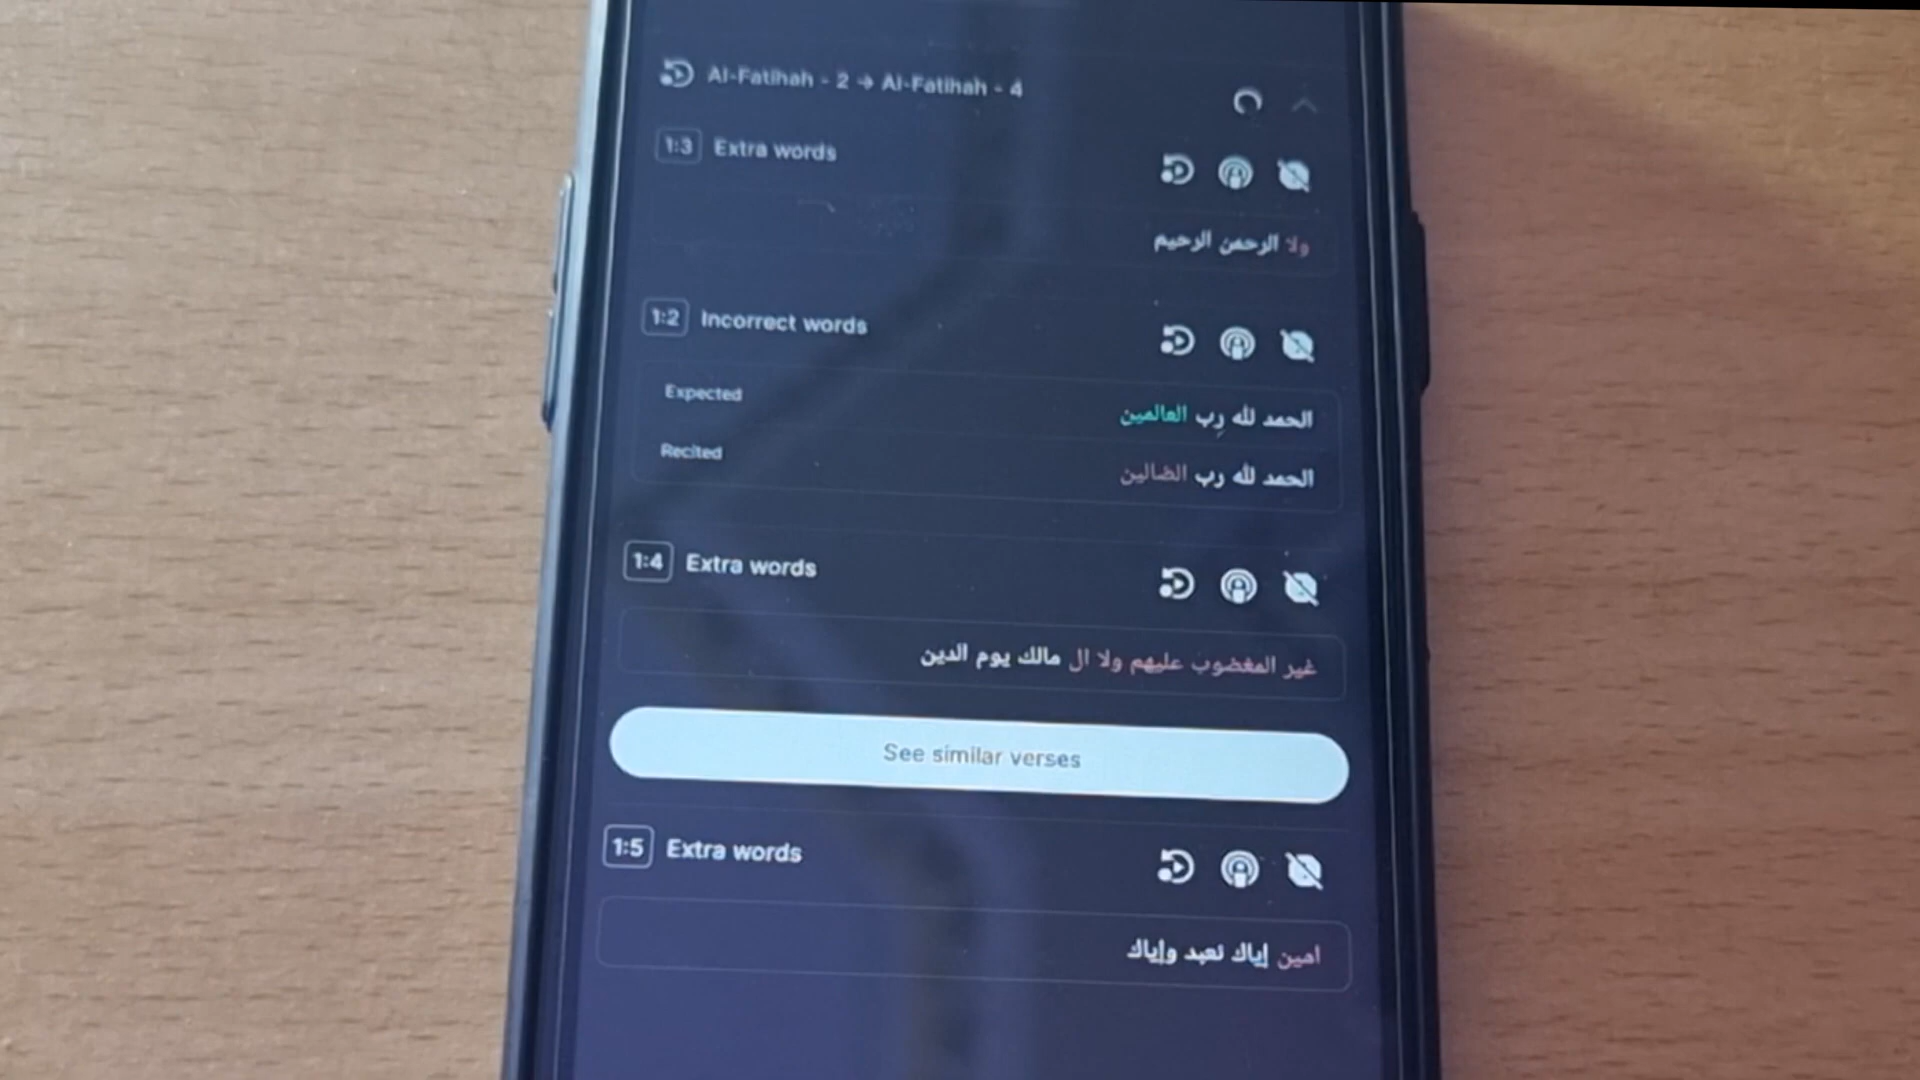 Al-Fatihah - 2 → Al-Fatihah - 4
1:3 Extra words
ولا الرحمن الرحيم
1:2 Incorrect words
Expected
الحمد لله رب العالمين
Recited
الحمد لله رب الضالين
1:4 Extra words
غير المغضوب عليهم ولا ال مالك يوم الدين
See similar verses
1:5 Extra words
امين إياك نعبد وإياك